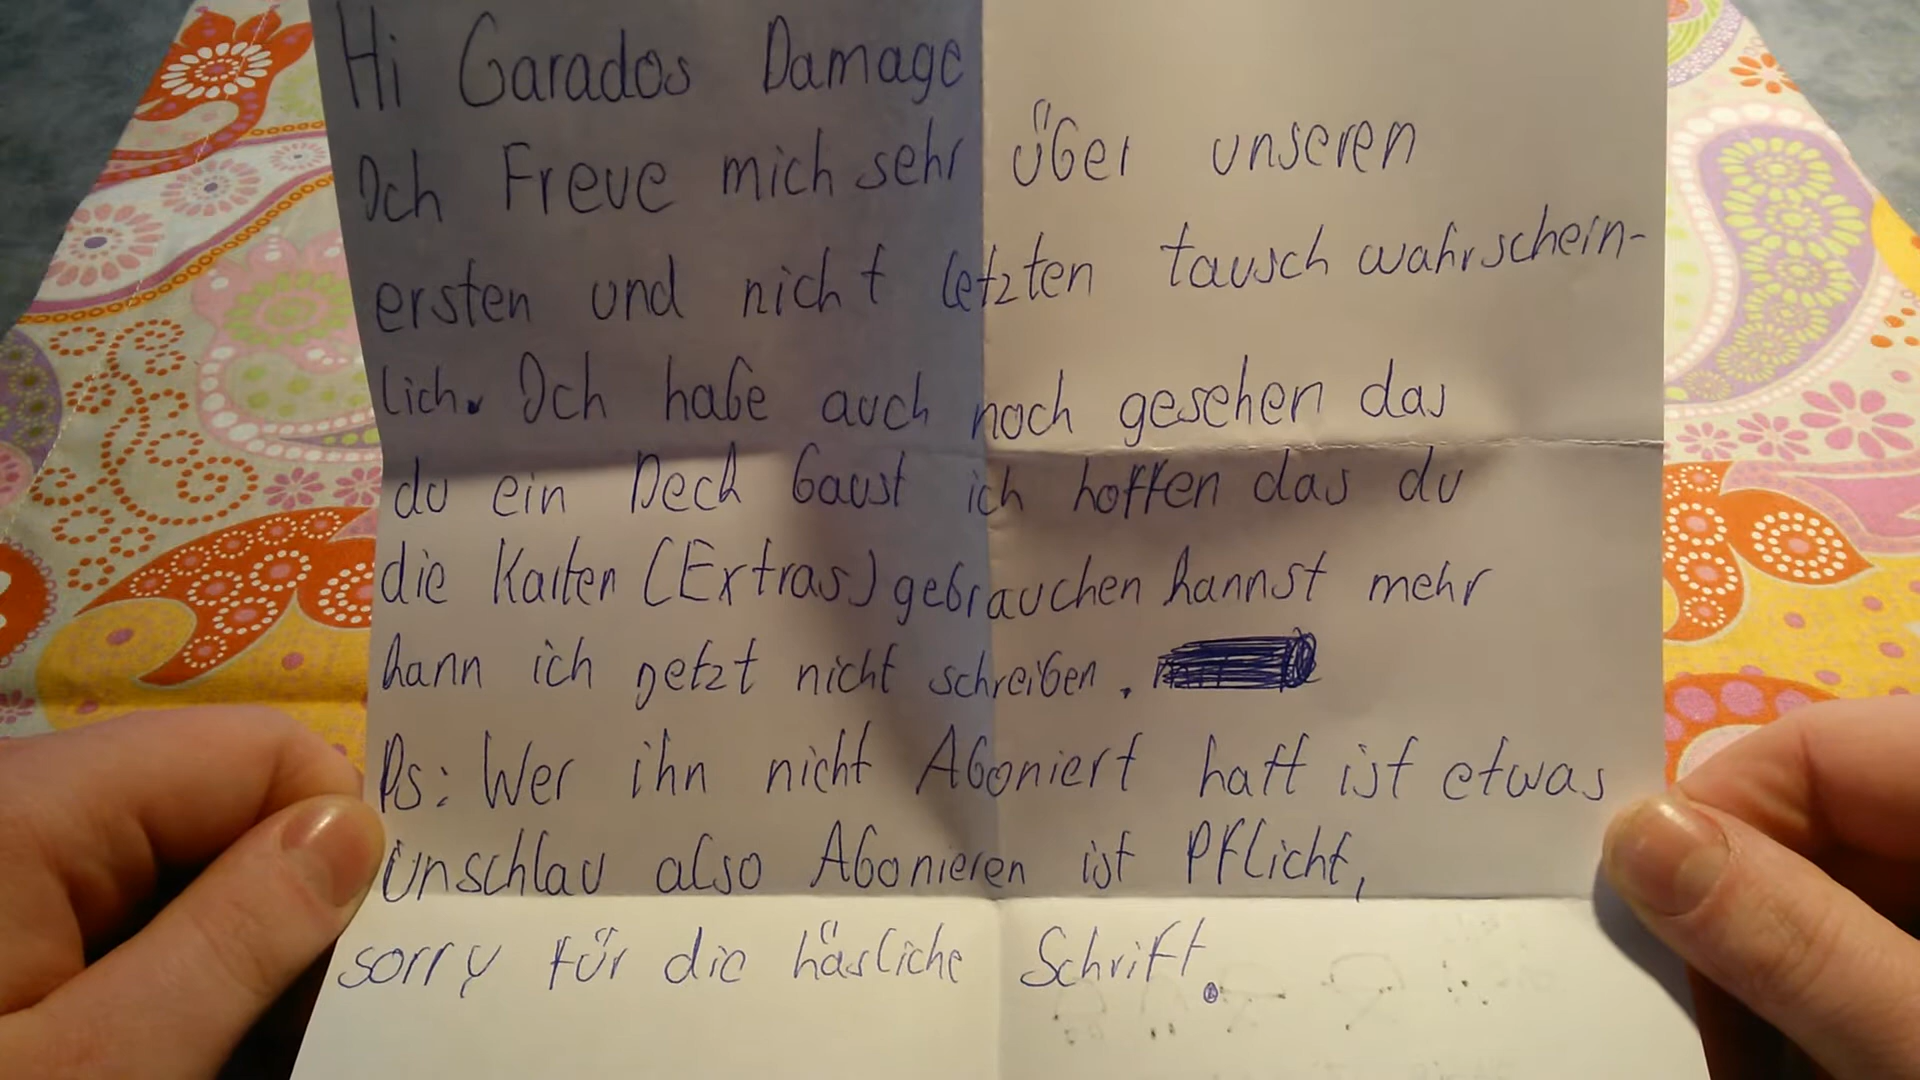 Hi Garados Damage
Ich Freue mich sehr über unseren
ersten und nicht letzten tausch wahrschein-
lich. Ich habe auch noch gesehen das
du ein Deck baust ich hoffen das du
die Karten (Extras) gebrauchen kannst mehr
kann ich getzt nicht schreiben.
Ps: Wer ihn nicht Aboniert hatt ist etwas
Unschlau also Abonieren ist Pflicht,
sorry für die häsliche Schrift.